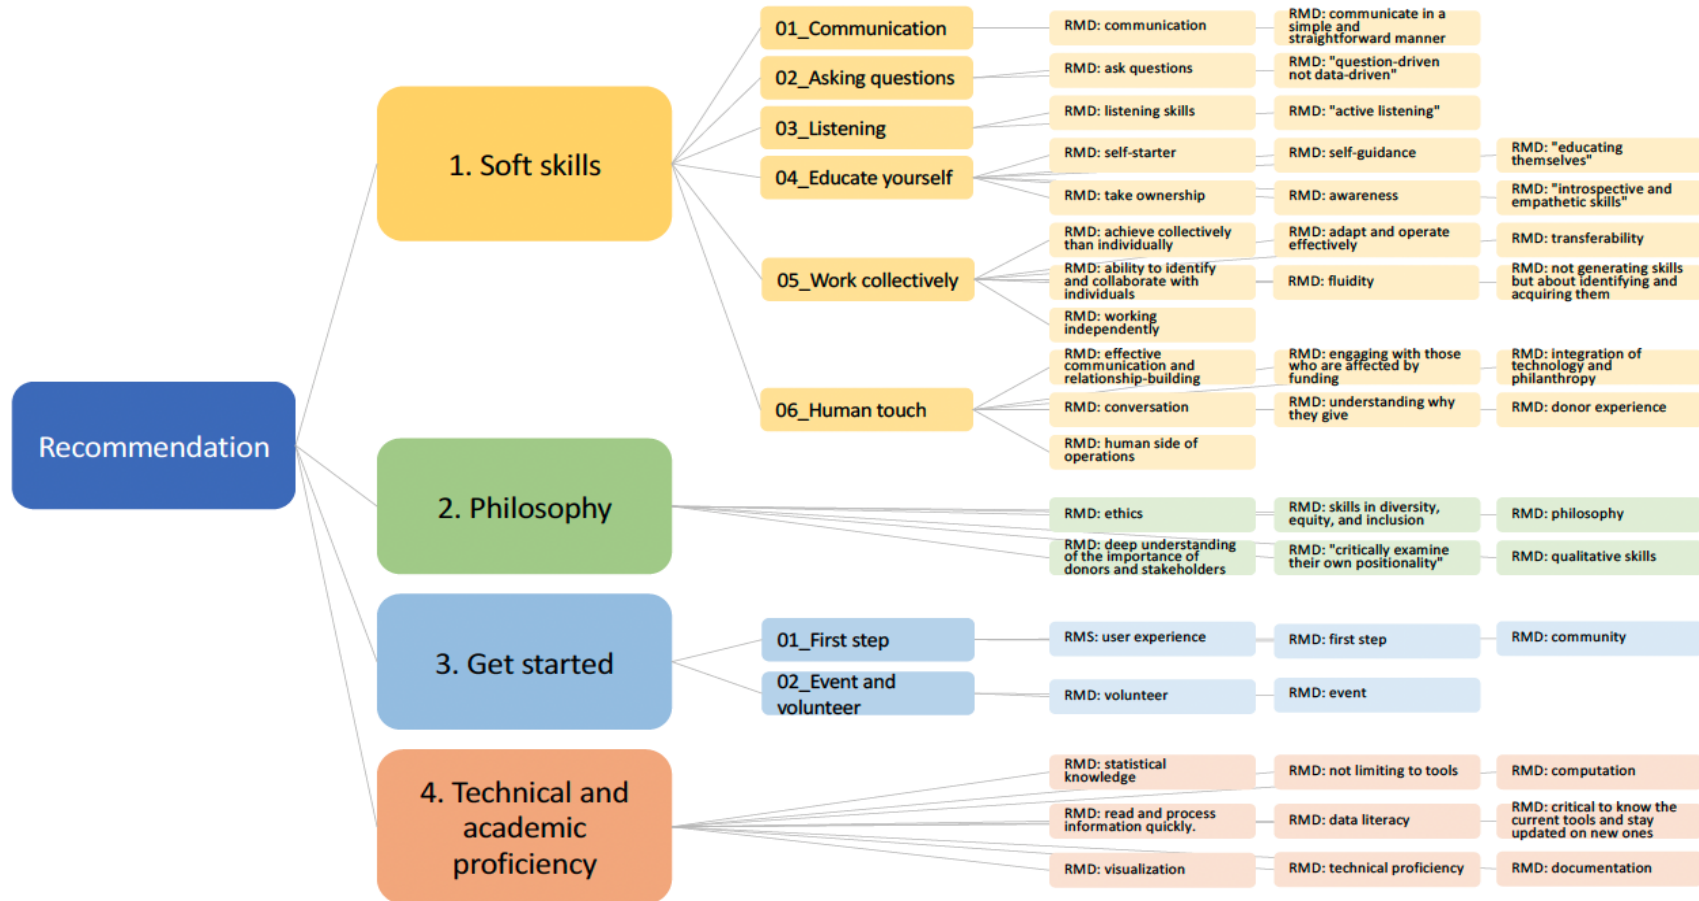 Recommendation
1. Soft skills
01_Communication
RMD: communication
RMD: communicate in a
simple and
straightforward manner
02_Asking questions
RMD: ask questions
RMD: "question-driven
not data-driven"
03_Listening
RMD: listening skills
RMD: "active listening"
04_Educate yourself
RMD: self-starter
RMD: self-guidance
RMD: "educating
themselves"
RMD: take ownership
RMD: awareness
RMD: "introspective and
empathetic skills"
05_Work collectively
RMD: achieve collectively
than individually
RMD: adapt and operate
effectively
RMD: transferability
RMD: ability to identify
and collaborate with
individuals
RMD: fluidity
RMD: not generating skills
but about identifying and
acquiring them
RMD: working
independently
06_Human touch
RMD: effective
communication and
relationship-building
RMD: engaging with those
who are affected by
funding
RMD: integration of
technology and
philanthropy
RMD: conversation
RMD: understanding why
they give
RMD: donor experience
RMD: human side of
operations
2. Philosophy
RMD: ethics
RMD: skills in diversity,
equity, and inclusion
RMD: philosophy
RMD: deep understanding
of the importance of
donors and stakeholders
RMD: "critically examine
their own positionality"
RMD: qualitative skills
3. Get started
01_First step
RMS: user experience
RMD: first step
RMD: community
02_Event and
volunteer
RMD: volunteer
RMD: event
4. Technical and
academic
proficiency
RMD: statistical
knowledge
RMD: not limiting to tools
RMD: computation
RMD: read and process
information quickly.
RMD: data literacy
RMD: critical to know the
current tools and stay
updated on new ones
RMD: visualization
RMD: technical proficiency
RMD: documentation